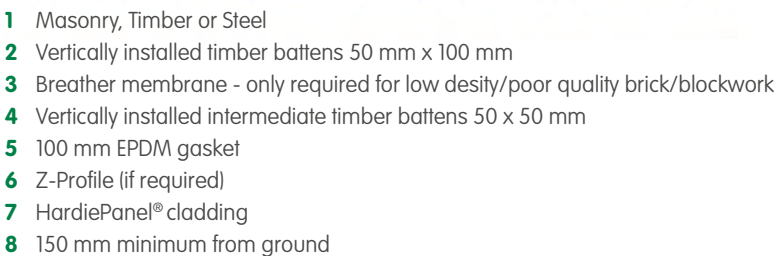 1 Masonry, Timber or Steel
2 Vertically installed timber battens 50 mm x 100 mm
3 Breather membrane - only required for low desity/poor quality brick/blockwork
4 Vertically installed intermediate timber battens 50 x 50 mm
5 100 mm EPDM gasket
6 Z-Profile (if required)
7 HardiePanel® cladding
8 150 mm minimum from ground